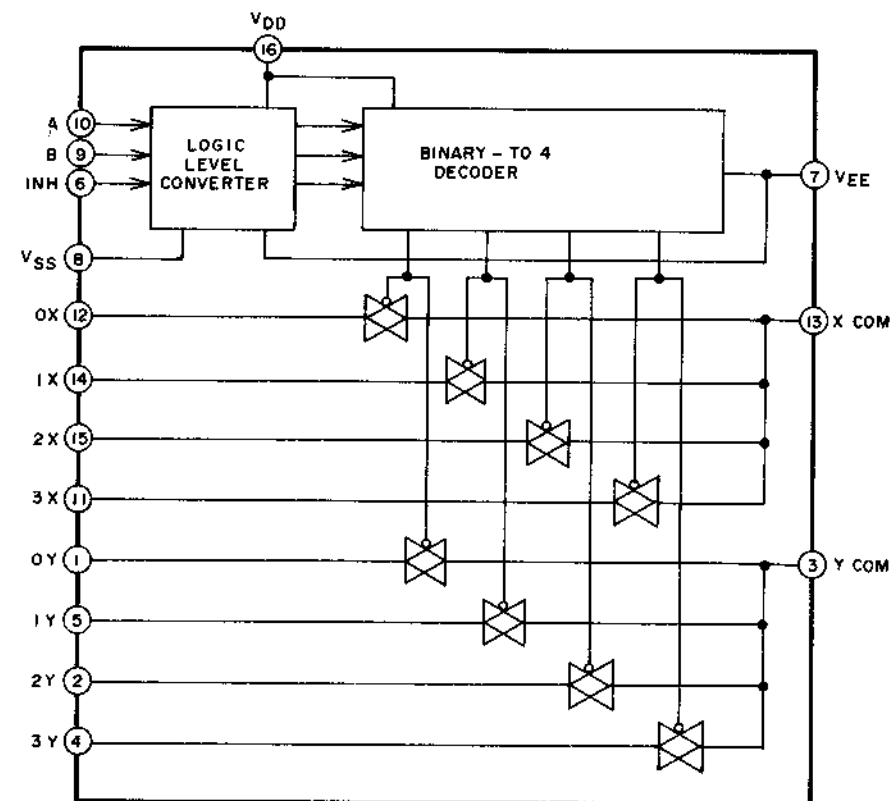 VDD
16
A 10
B 9
INH 6
LOGIC
LEVEL
CONVERTER
BINARY – TO 4
DECODER
7 VEE
VSS 8
0X 12
13 X COM
1X 14
2X 15
3X 11
0Y 1
3 Y COM
1Y 5
2Y 2
3Y 4